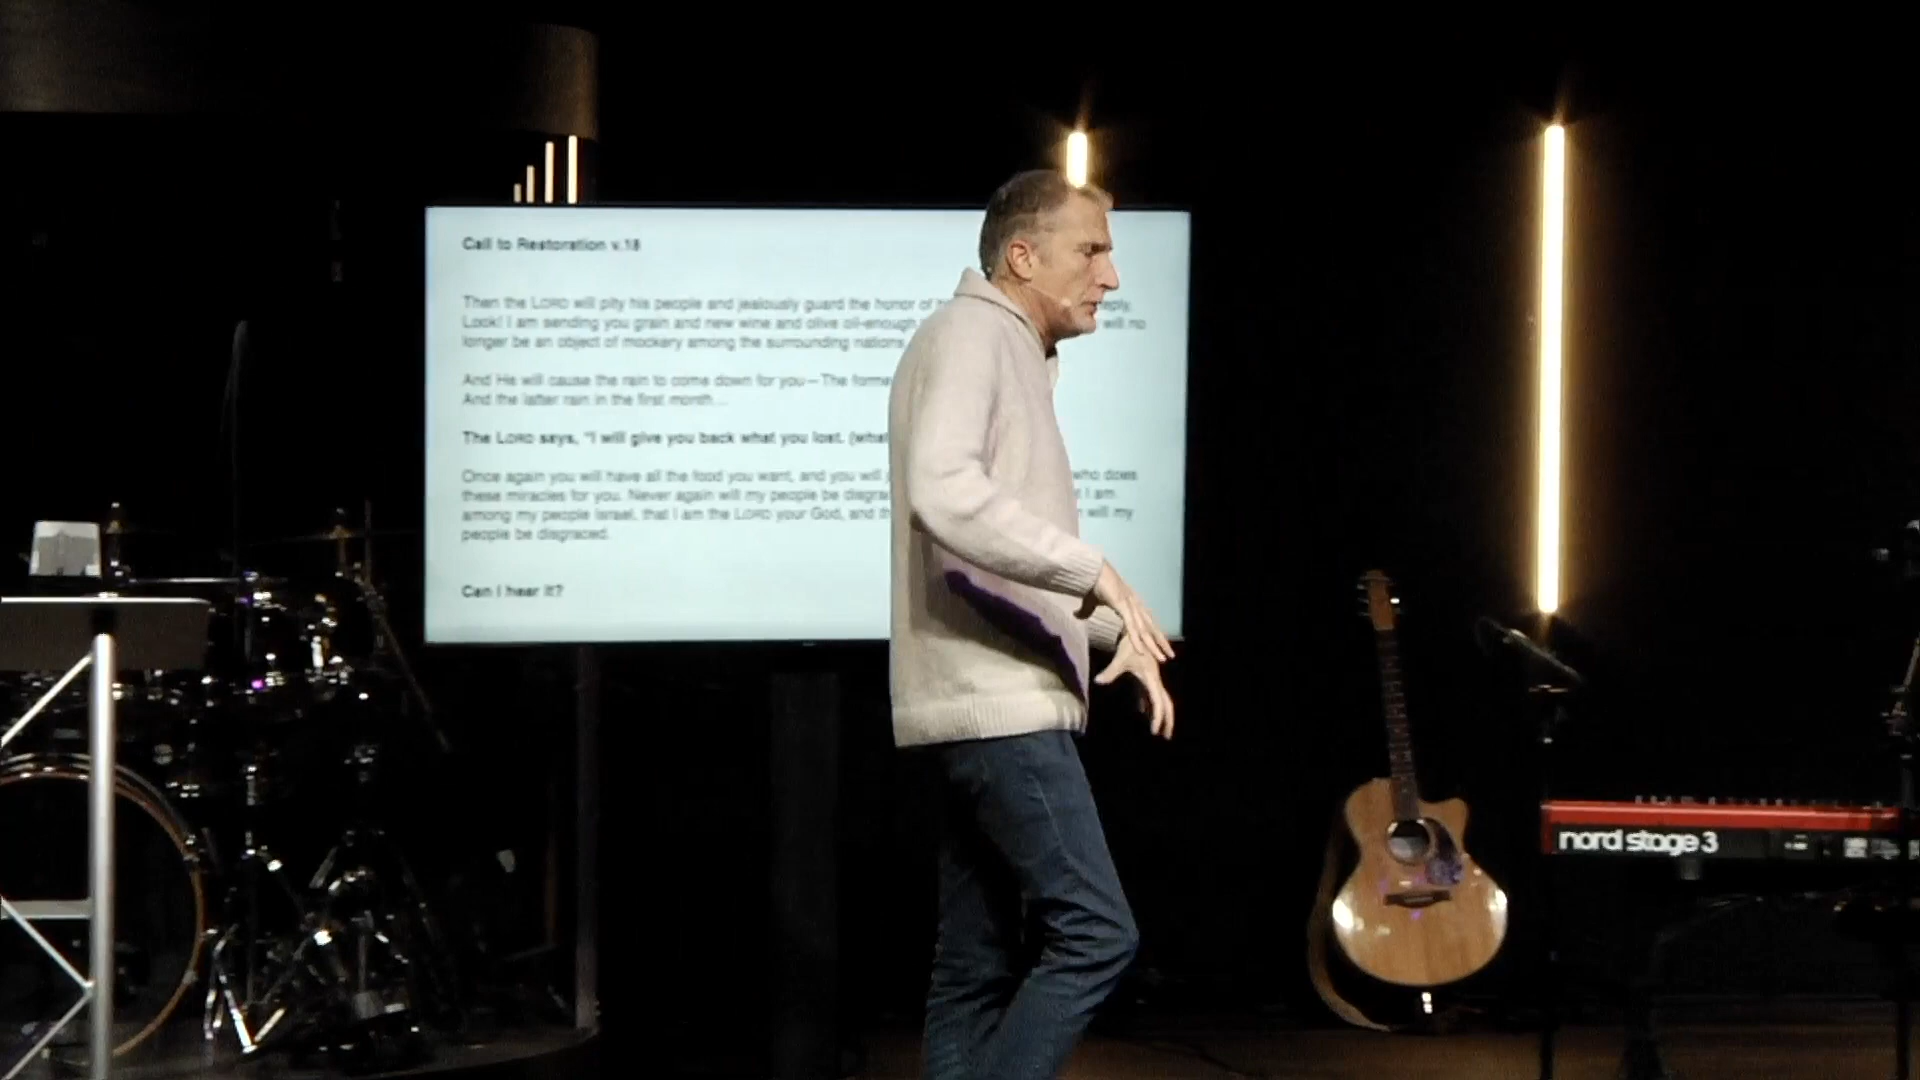 Call to Restoration v.18
Then the LORD will pity his people and jealously guard the honor of reply,
Look! I am sending you grain and new wine and olive oil-enough will no
longer be an object of mockery among the surrounding nations
And He will cause the rain to come down for you—The
And the latter rain in the first month...
The LORD says, "I will give you back what you lost.
Once again you will have all the food you want, and you will who does
these miracles for you. Never again will my people be I am
among my people Israel, that I am the LORD your God, and will my
people be disgraced.
Can I hear it?
nord stage 3